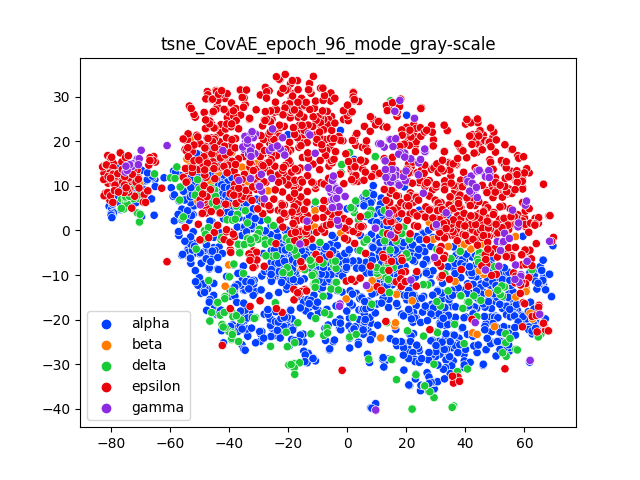 tsne_CovAE_epoch_96_mode_gray-scale
30
20
10
0
−10
−20
−30
−40
alpha
beta
delta
epsilon
gamma
−80 −60 −40 −20 0 20 40 60